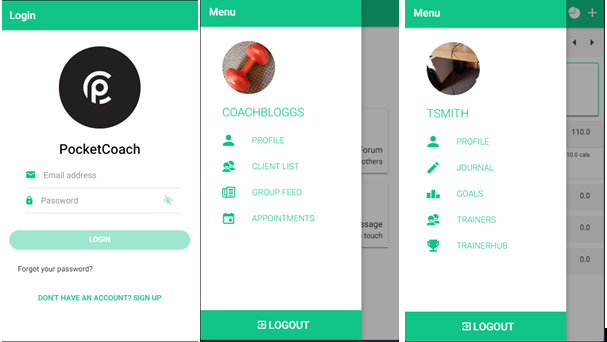 Login
PocketCoach
Email address
Password
LOGIN
Forgot your password?
DON'T HAVE AN ACCOUNT? SIGN UP
Menu
COACHBLOGGS
PROFILE
CLIENT LIST
GROUP FEED
APPOINTMENTS
Forum
others
ssage
touch
LOGOUT
Menu
TSMITH
PROFILE
JOURNAL
GOALS
TRAINERS
TRAINERHUB
110.0
10.0 cals
0.0
0.0
0.0
LOGOUT